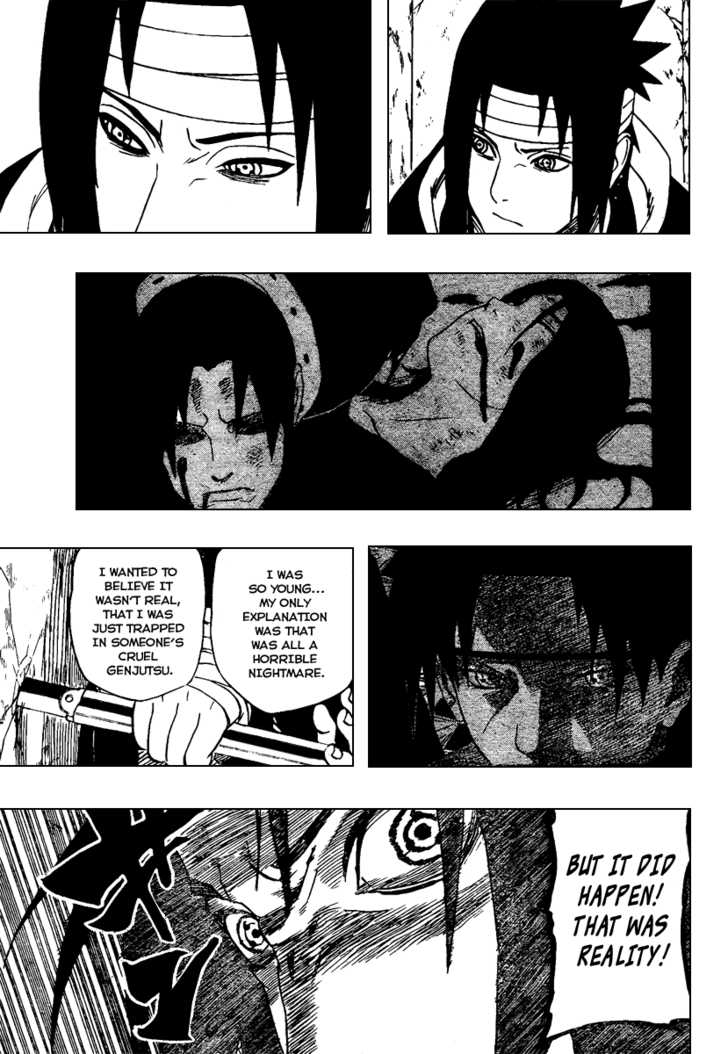 I WAS
SO YOUNG...
MY ONLY
EXPLANATION
WAS THAT
WAS ALL A
HORRIBLE
NIGHTMARE.
I WANTED TO
BELIEVE IT
WASN'T REAL,
THAT I WAS
JUST TRAPPED
IN SOMEONE'S
CRUEL
GENJUTSU.
BUT IT DID
HAPPEN!
THAT WAS
REALITY!